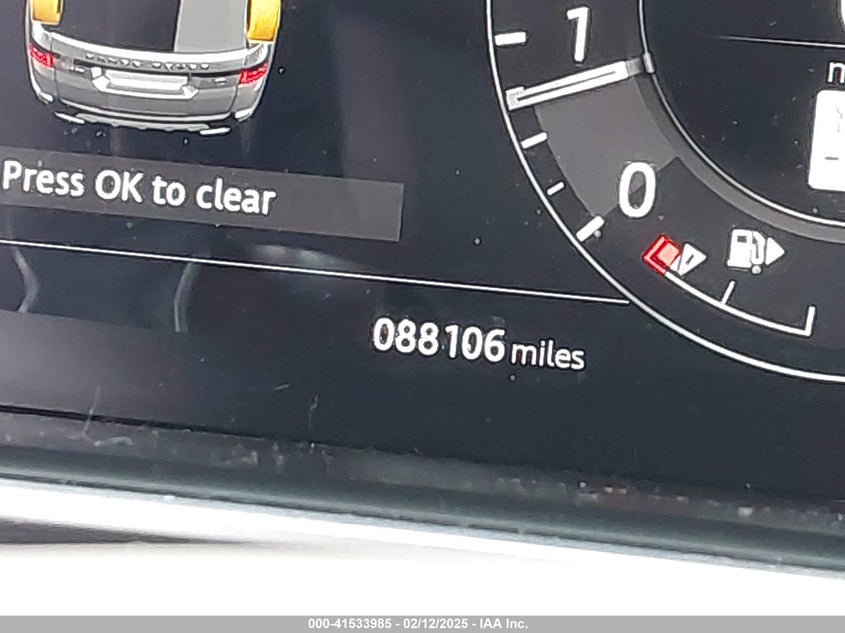 1
Press OK to clear
0
088106 miles
000-41533985 - 02/12/2025 - IAA Inc.